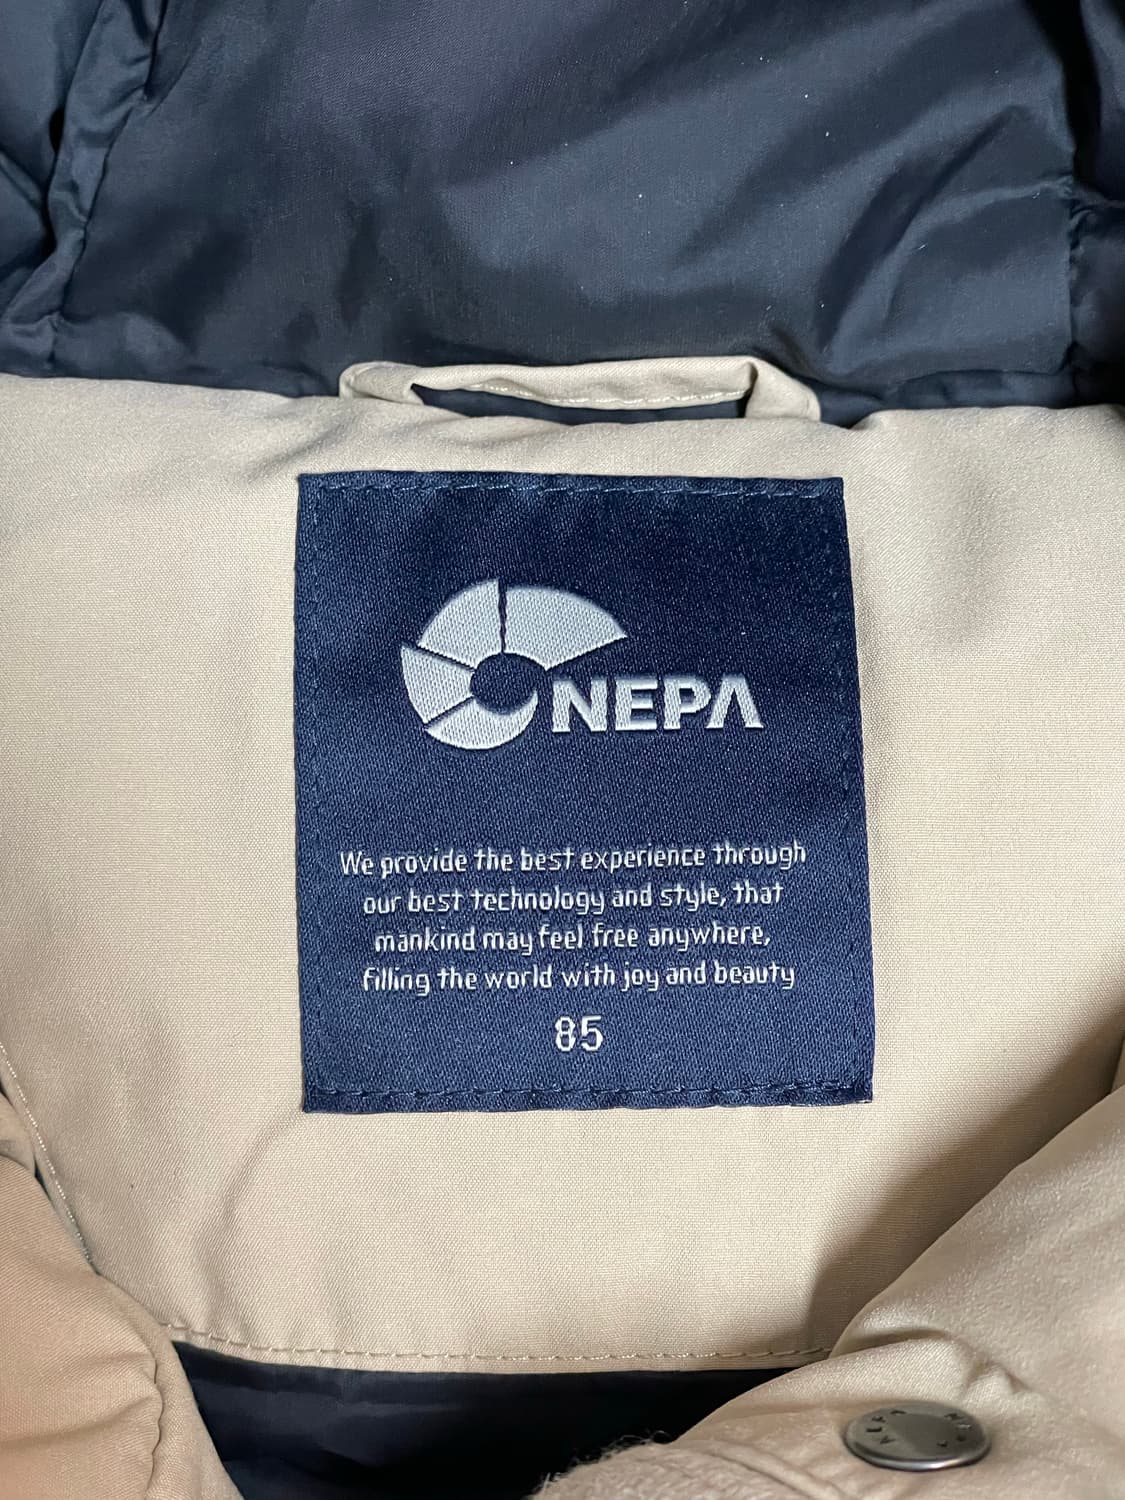 NEPA
We provide the best experience through
our best technology and style, that
mankind may feel free anywhere,
filling the world with joy and beauty
85